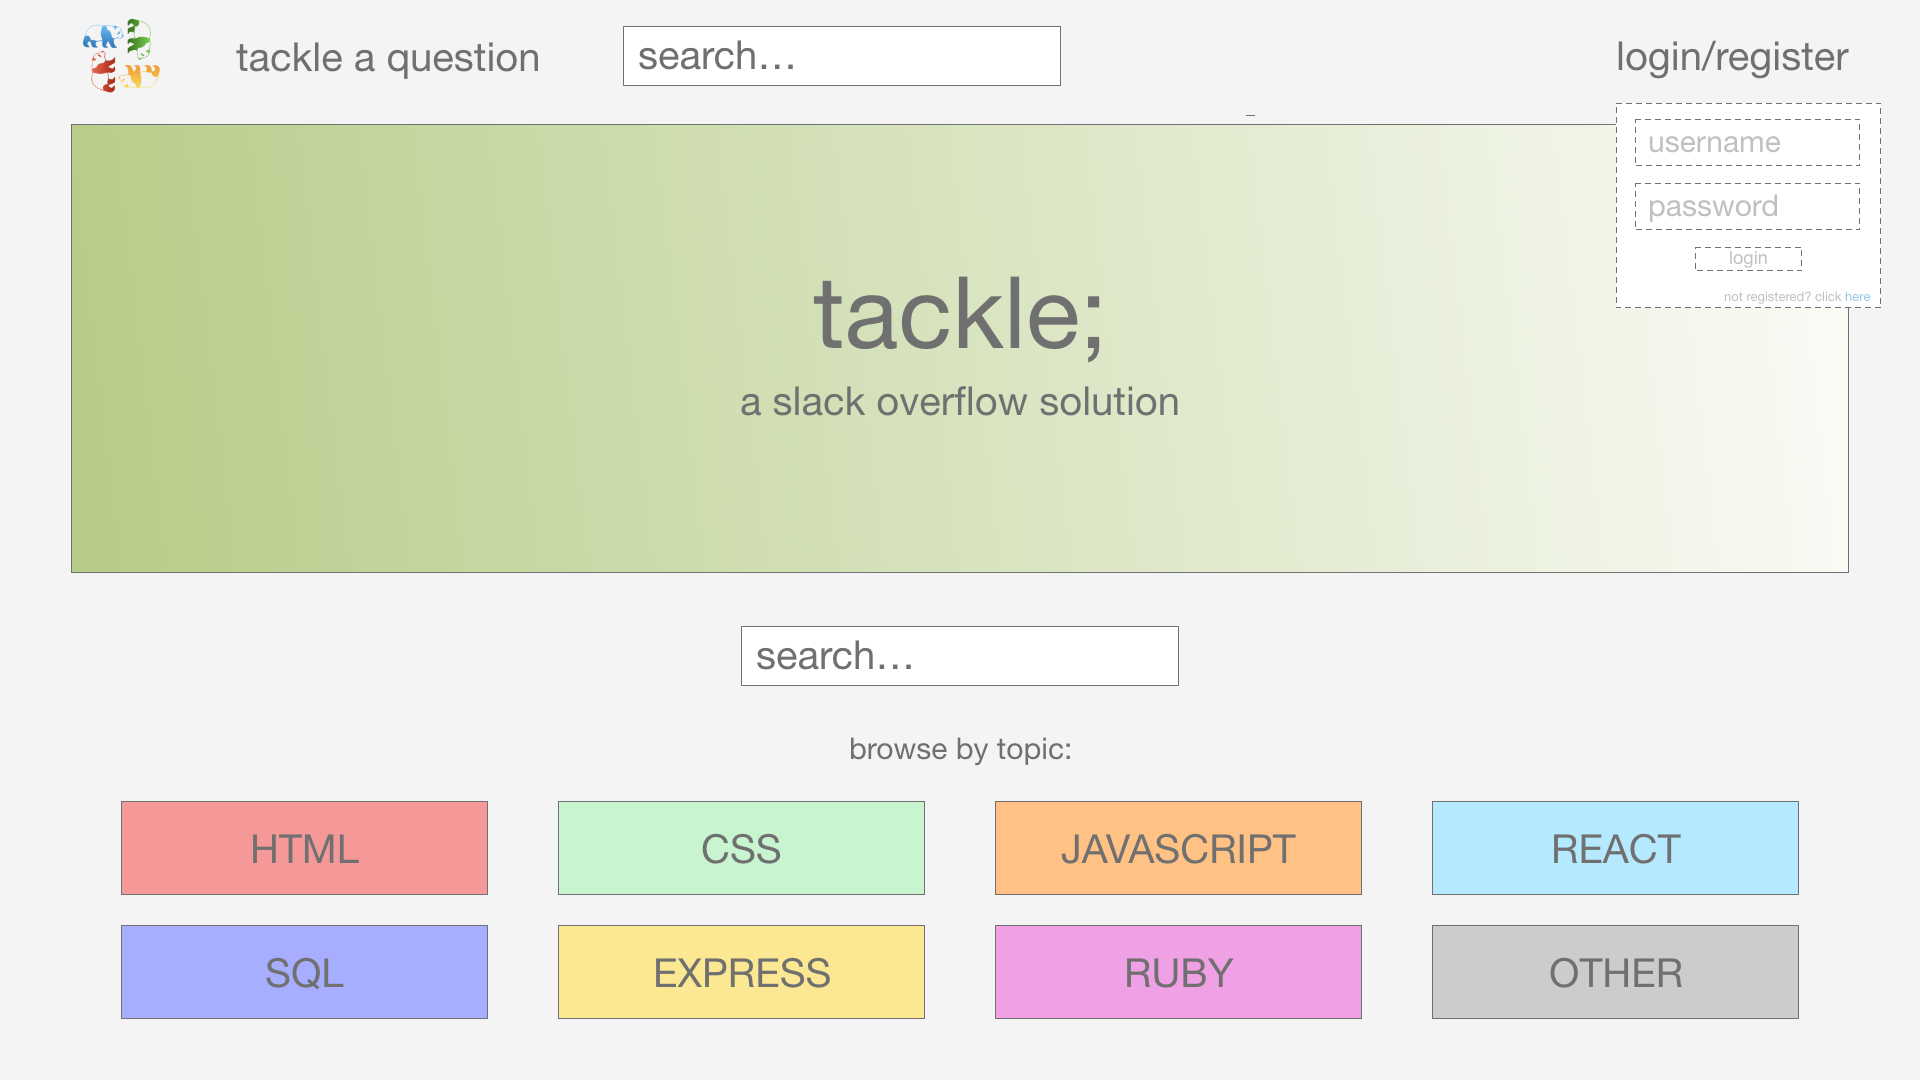 tackle a question
search...
login/register
username
password
login
not registered? click here
tackle;
a slack overflow solution
search...
browse by topic:
HTML
CSS
JAVASCRIPT
REACT
SQL
EXPRESS
RUBY
OTHER